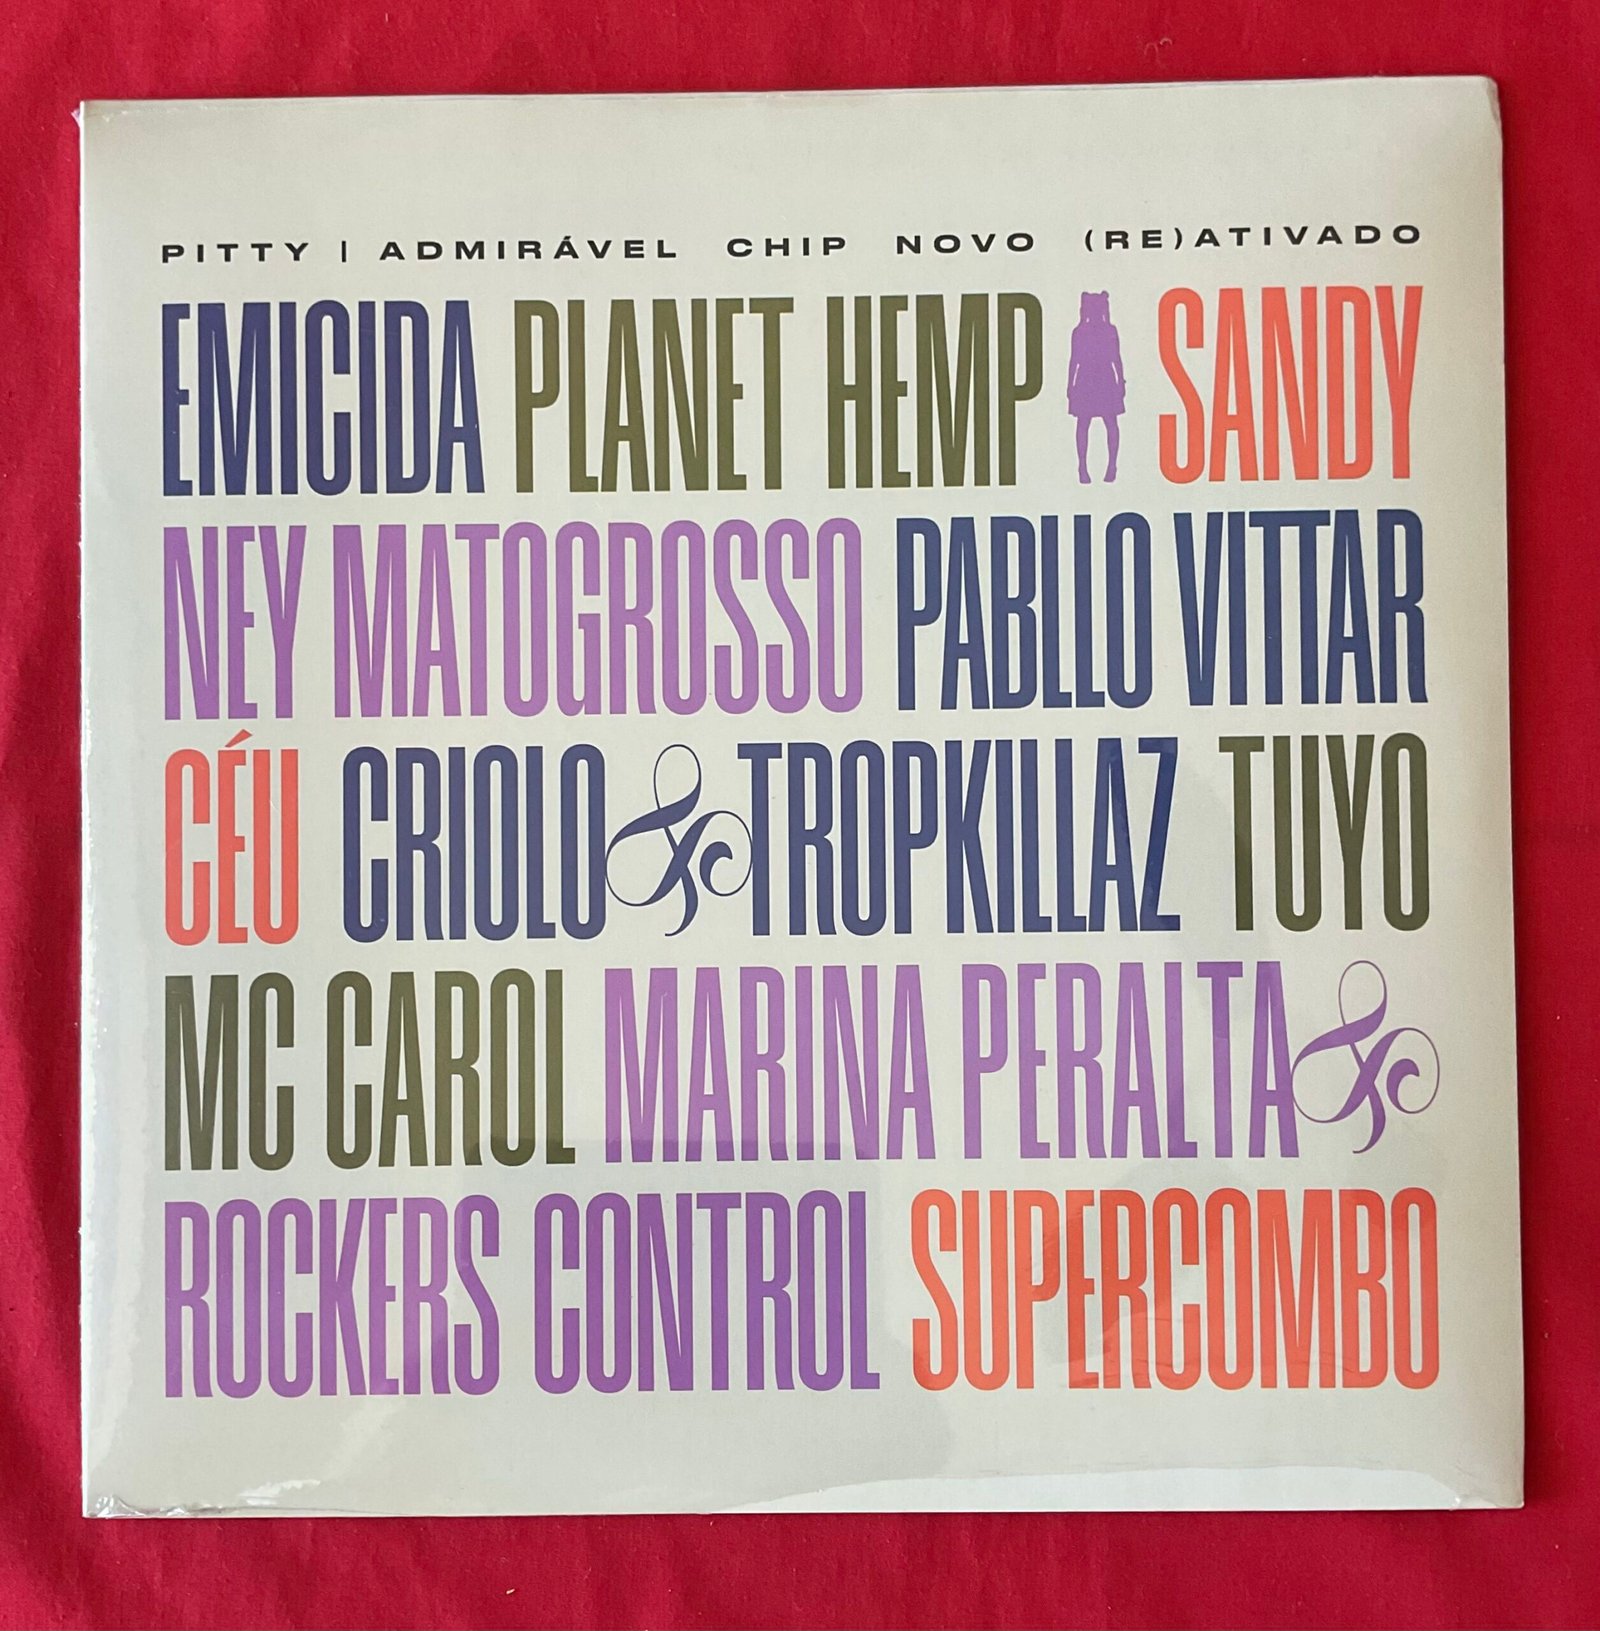 PITTY | ADMIRÁVEL CHIP NOVO (RE)ATIVADO
EMICIDA PLANET HEMP SANDY
NEY MATOGROSSO PABLLO VITTAR
CÉU CRIOLO & TROPKILLAZ TUYO
MC CAROL MARINA PERALTA &
ROCKERS CONTROL SUPERCOMBO